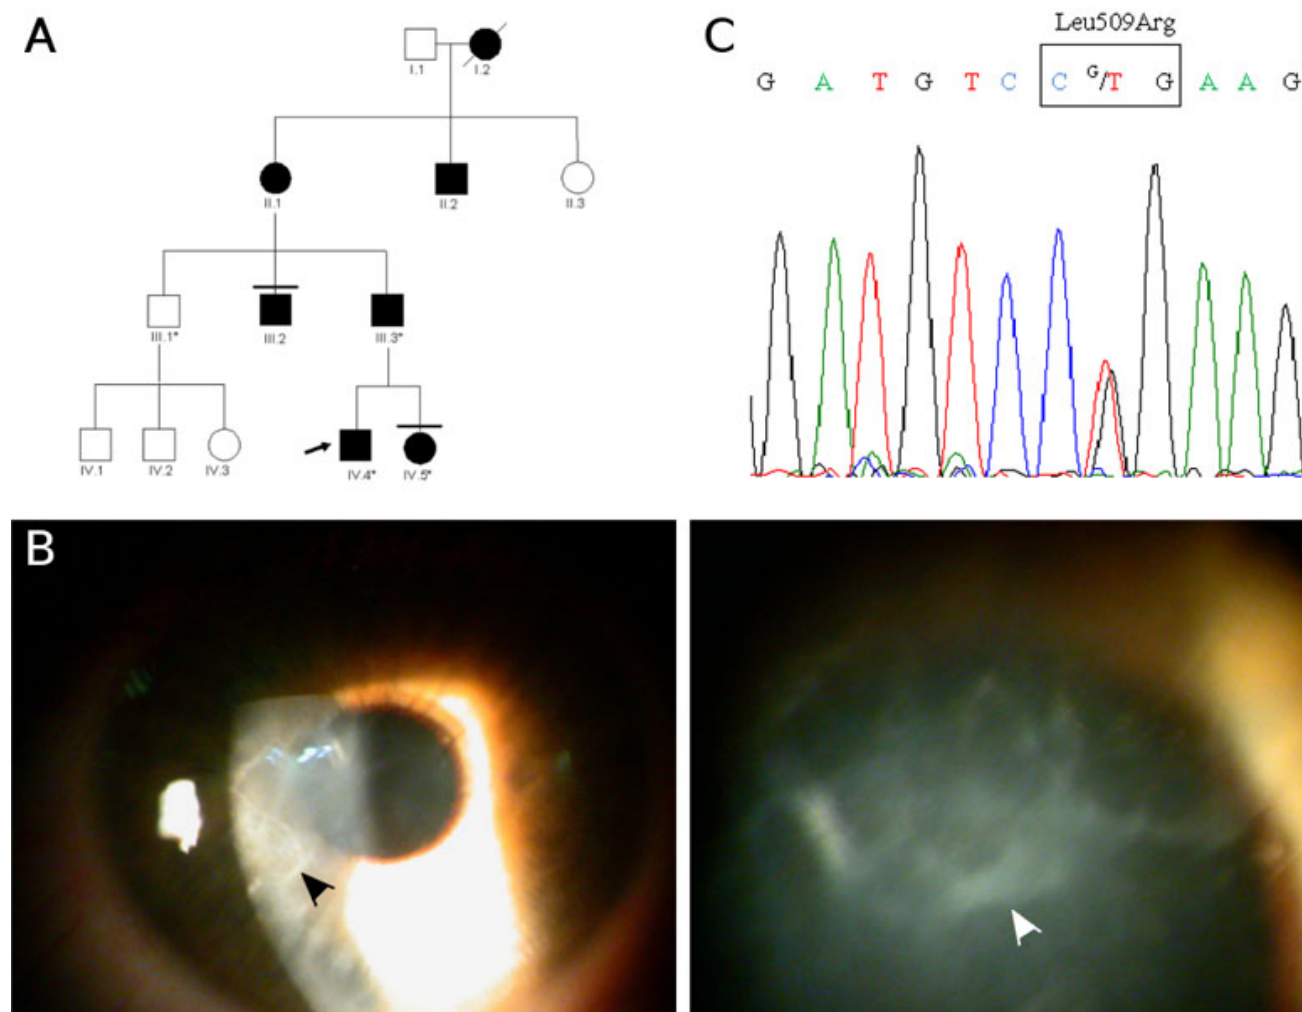 A
I.1
I.2
II.1
II.2
II.3
III.1*
III.2
III.3*
IV.1
IV.2
IV.3
IV.4*
IV.5*
C
Leu509Arg
G A T G T C C G/T G A A G
B